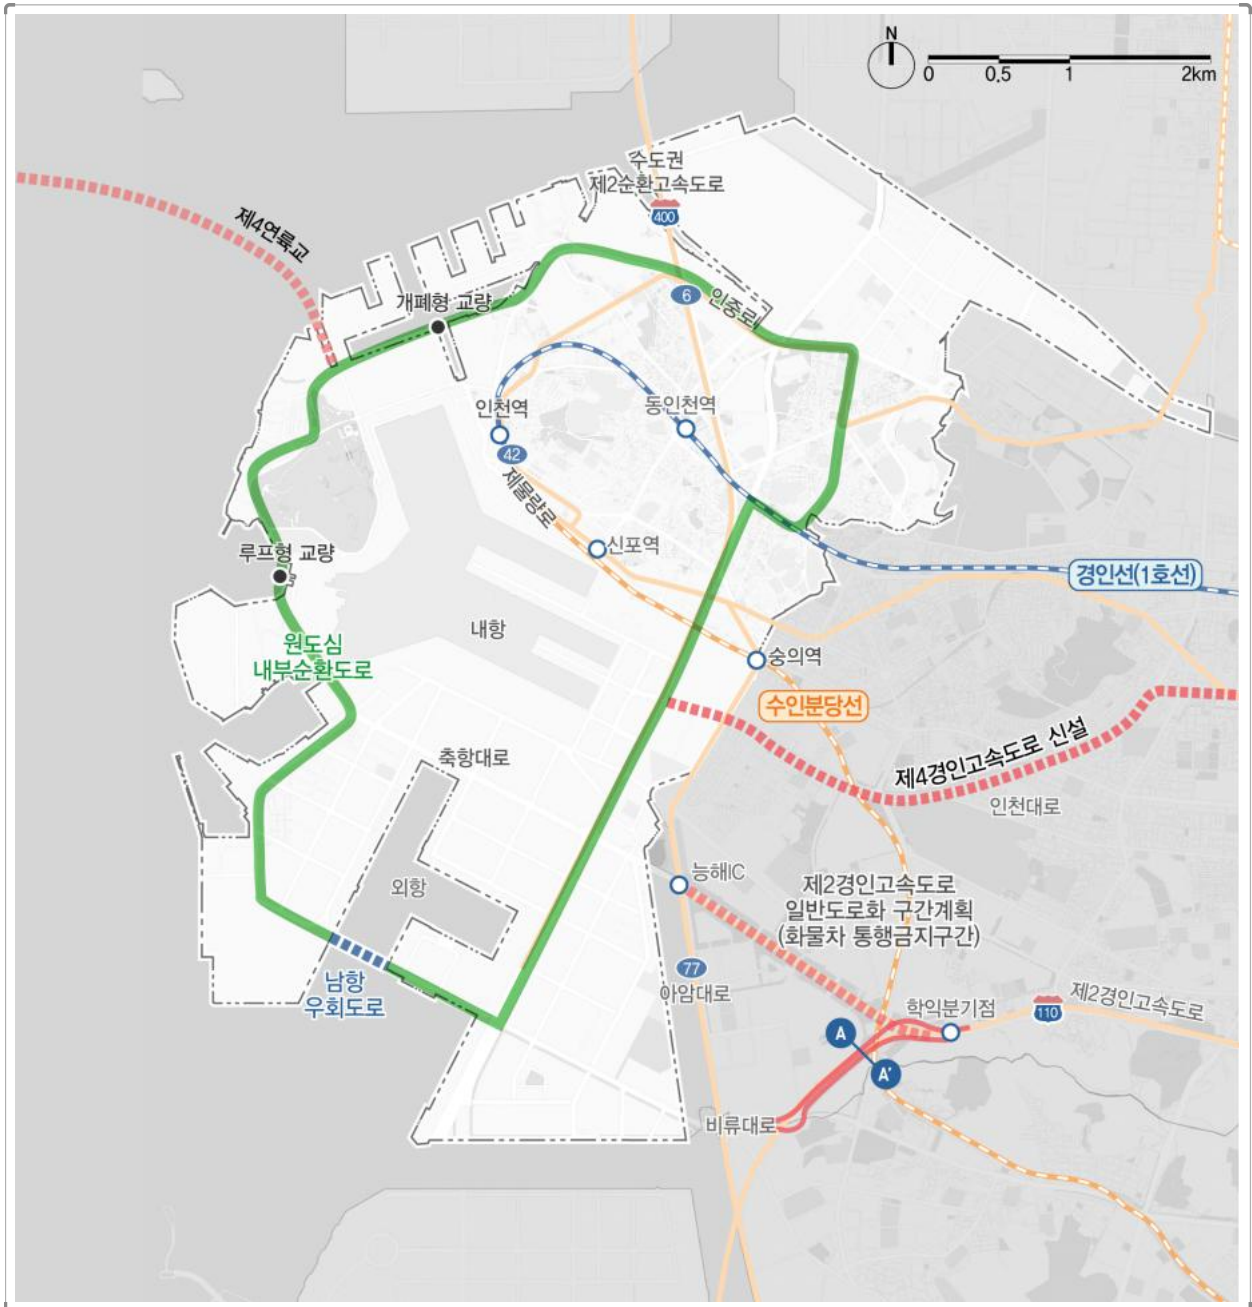 N
0 0.5 1 2km
수도권
제2순환고속도로
400
제4연륙교
개폐형 교량
6
인중로
인천역
동인천역
42
제물량로
신포역
루프형 교량
경인선(1호선)
내항
원도심
내부순환도로
숭의역
수인분당선
축항대로
제4경인고속도로 신설
인천대로
능해IC
외항
제2경인고속도로
일반도로화 구간계획
(화물차 통행금지구간)
77
아암대로
남항
우회도로
학익분기점
110
제2경인고속도로
A
A'
비류대로